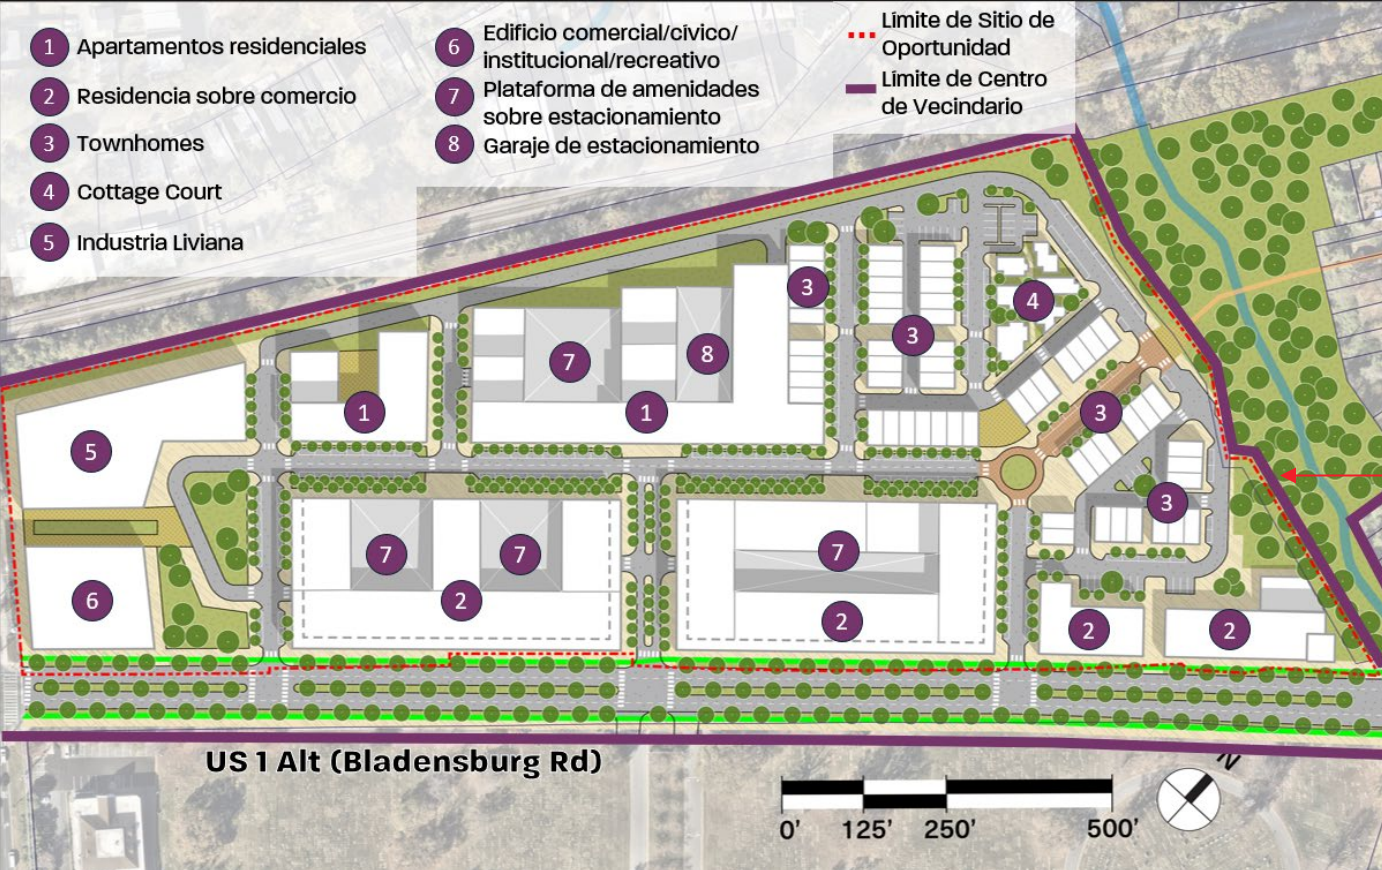 1 Apartamentos residenciales
2 Residencia sobre comercio
3 Townhomes
4 Cottage Court
5 Industria Liviana
6 Edificio comercial/cívico/
institucional/recreativo
7 Plataforma de amenidades
sobre estacionamiento
8 Garaje de estacionamiento
Límite de Sitio de
Oportunidad
Límite de Centro
de Vecindario
3
4
3
7
8
1
1
3
5
3
7
7
7
6
2
2
2
2
US 1 Alt (Bladensburg Rd)
N
0' 125' 250' 500'